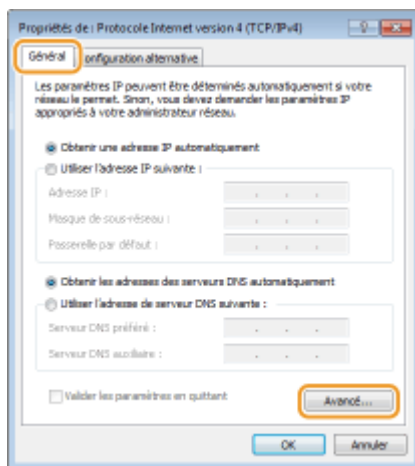 Propriétés de : Protocole Internet version 4 (TCP/IPv4)
Général
onfiguration alternative
Les paramètres IP peuvent être déterminés automatiquement si votre
réseau le permet. Sinon, vous devez demander les paramètres IP
appropriés à votre administrateur réseau.
Obtenir une adresse IP automatiquement
Utiliser l'adresse IP suivante :
Adresse IP :
Masque de sous-réseau :
Passerelle par défaut :
Obtenir les adresses des serveurs DNS automatiquement
Utiliser l'adresse de serveur DNS suivante :
Serveur DNS préféré :
Serveur DNS auxiliaire :
Valider les paramètres en quittant
Avancé...
OK
Annuler